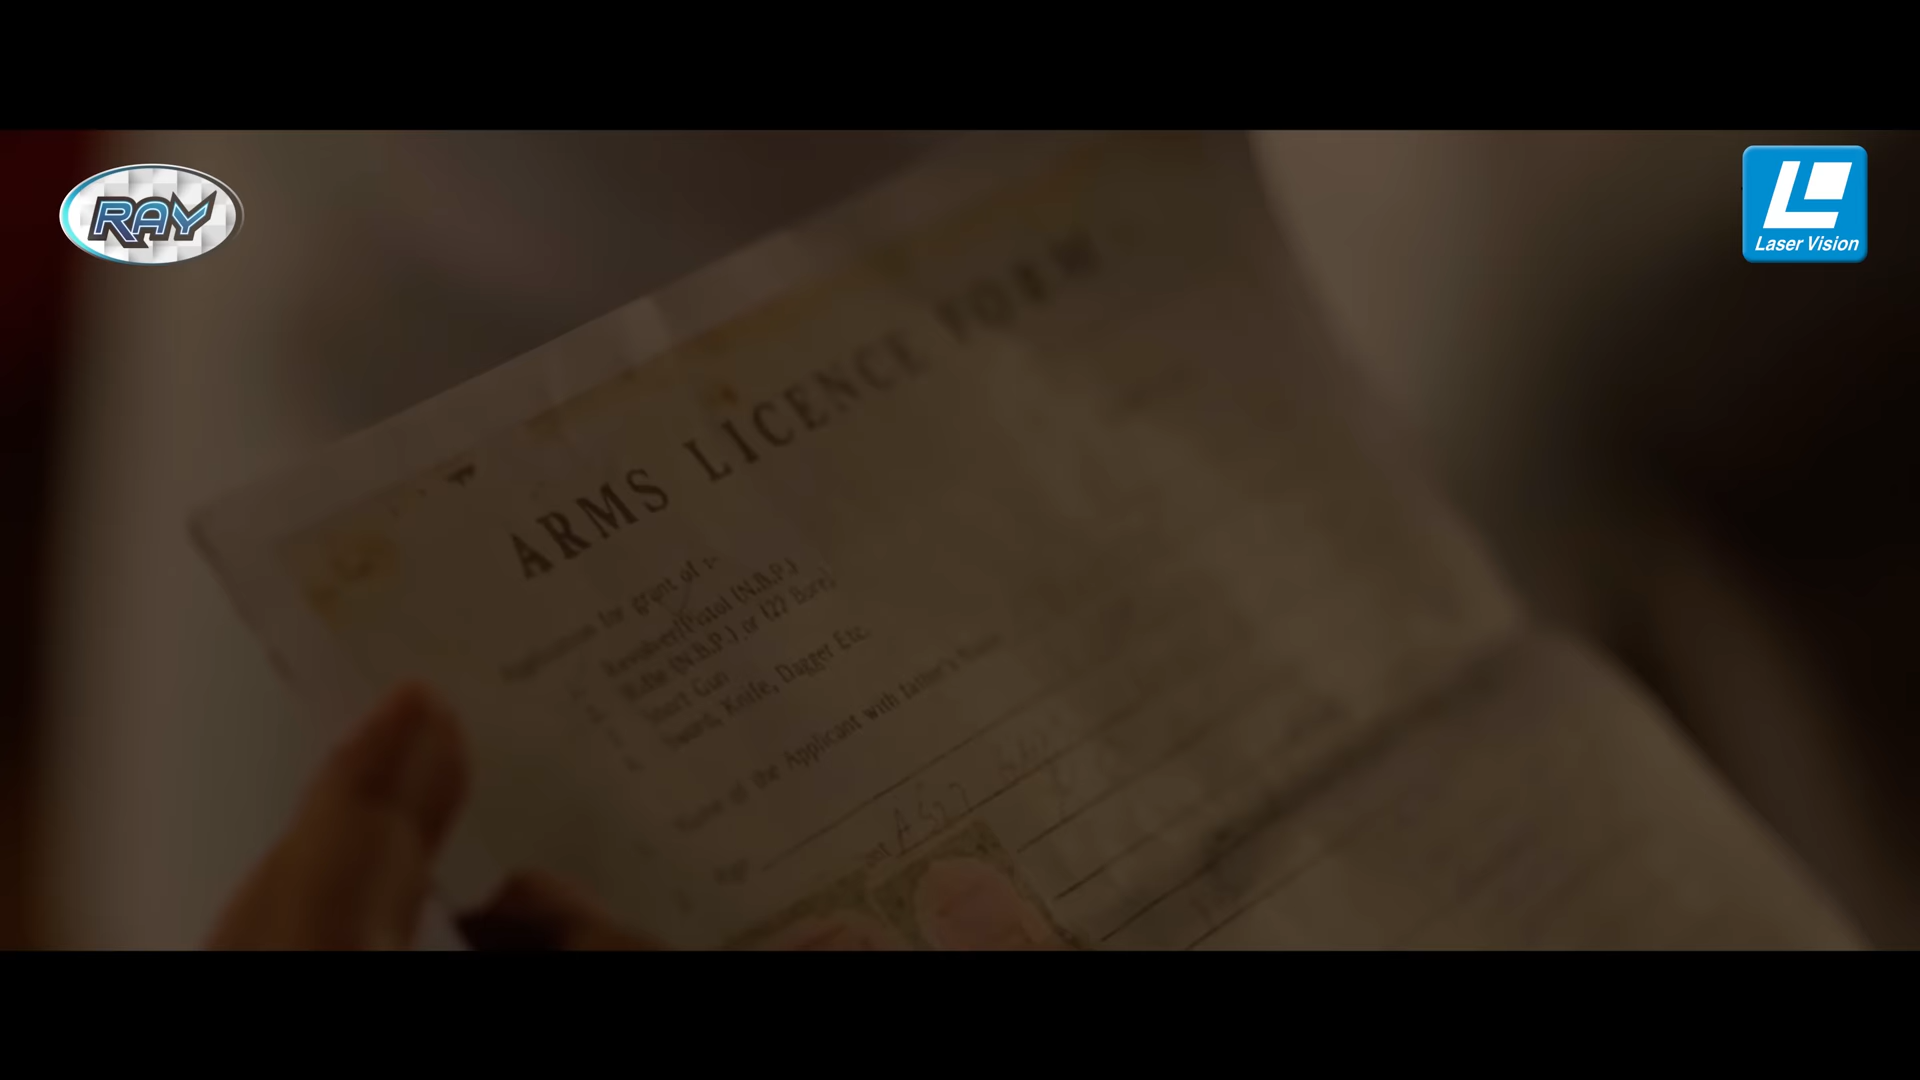 RAY
Laser Vision
ARMS LICENCE FORM
Application for grant of
Revolver/Pistol (N.B.P.)
Rifle (N.B.P.) or (22 Bore)
Short Gun
Sword, Knife, Dagger Etc.
Name of the Applicant with father's Name
Age